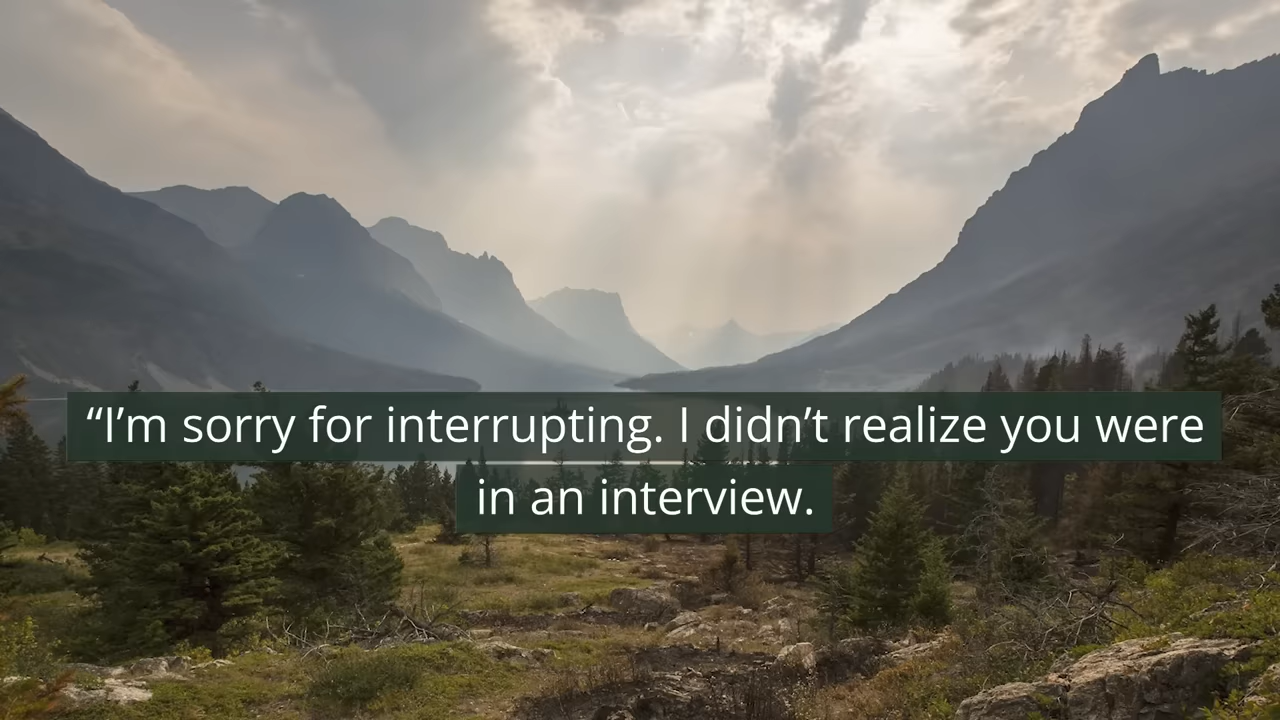 “I’m sorry for interrupting. I didn’t realize you were
in an interview.